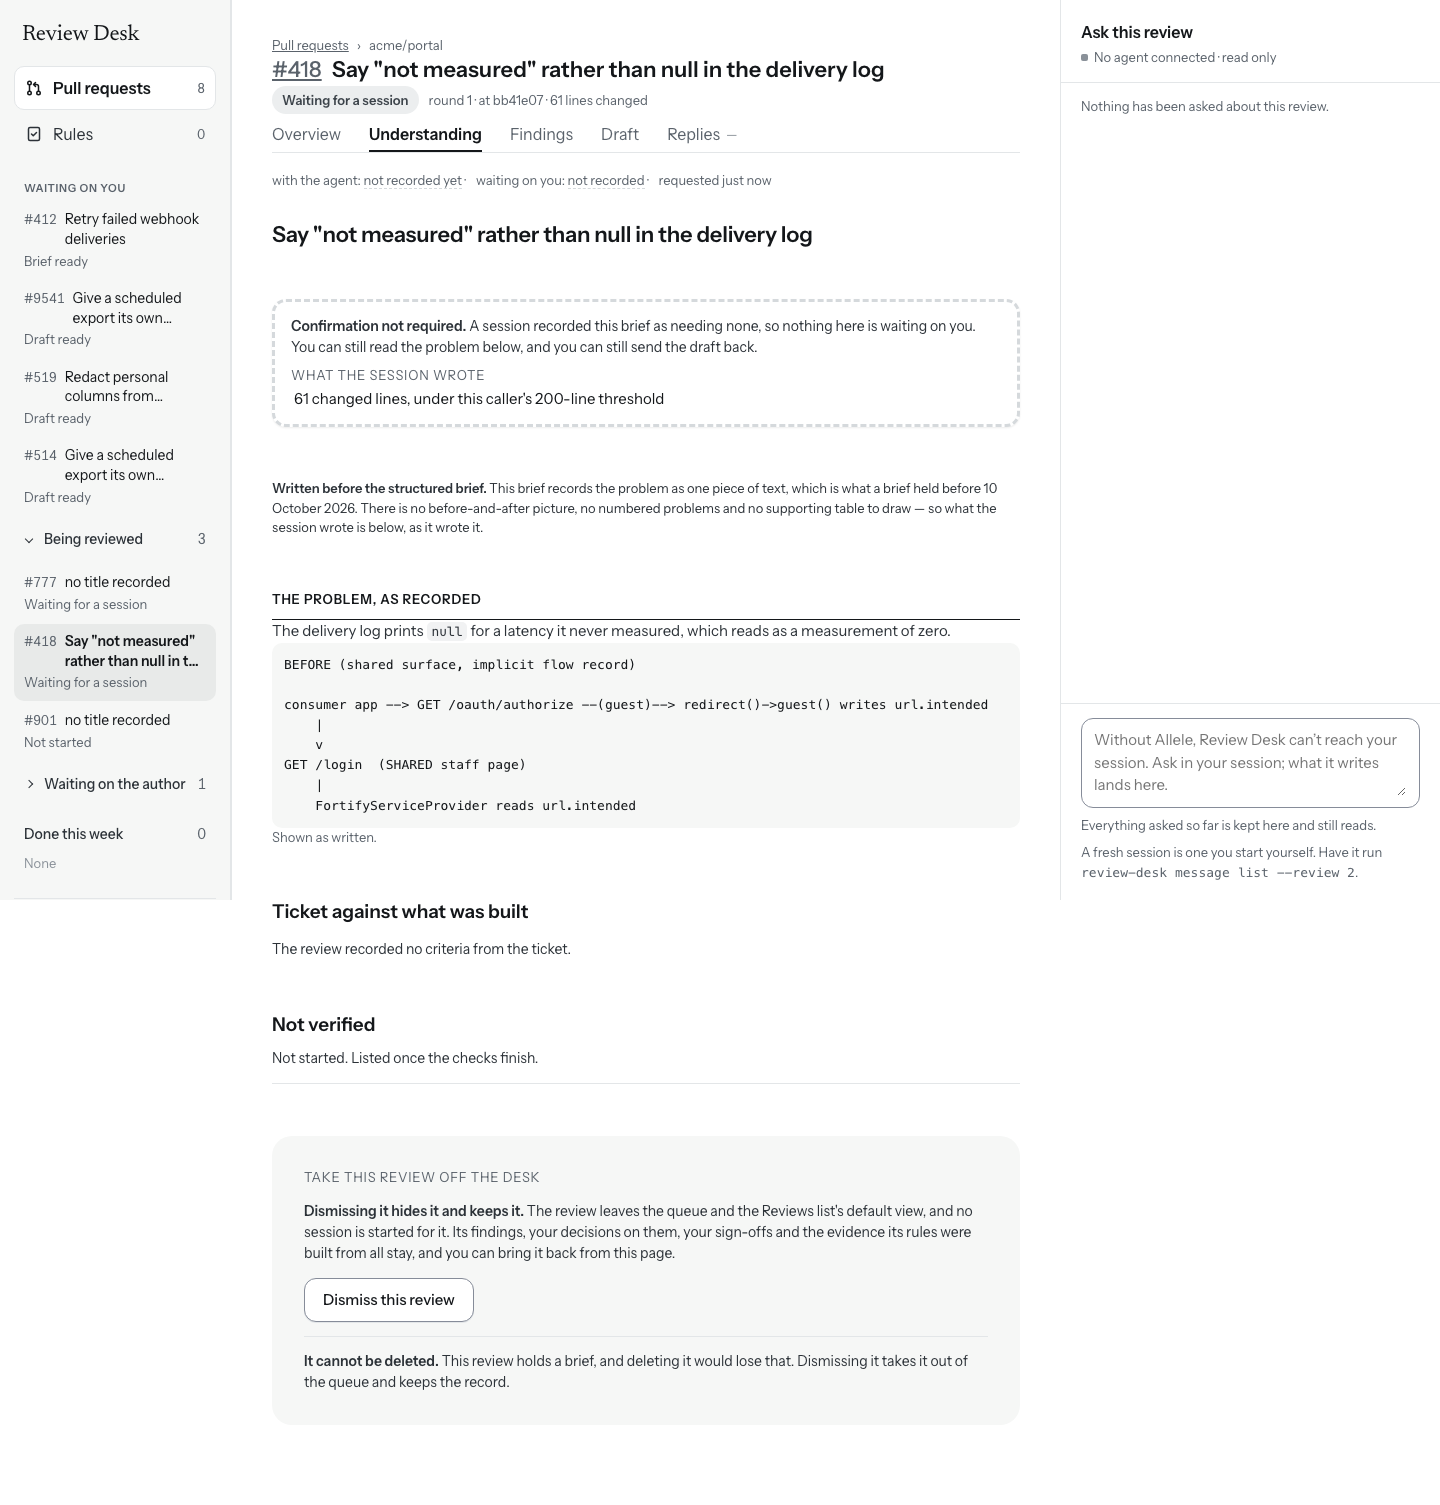 Review Desk
Pull requests 8
Rules 0
WAITING ON YOU
#412 Retry failed webhook
deliveries
Brief ready
#9541 Give a scheduled
export its own…
Draft ready
#519 Redact personal
columns from…
Draft ready
#514 Give a scheduled
export its own…
Draft ready
Being reviewed 3
#777 no title recorded
Waiting for a session
#418 Say "not measured"
rather than null in t…
Waiting for a session
#901 no title recorded
Not started
Waiting on the author 1
Done this week 0
None
Pull requests › acme/portal
#418 Say "not measured" rather than null in the delivery log
Waiting for a session round 1 · at bb41e07 · 61 lines changed
Overview Understanding Findings Draft Replies —
with the agent: not recorded yet · waiting on you: not recorded · requested just now
Say "not measured" rather than null in the delivery log
Confirmation not required. A session recorded this brief as needing none, so nothing here is waiting on you.
You can still read the problem below, and you can still send the draft back.
WHAT THE SESSION WROTE
61 changed lines, under this caller's 200-line threshold
Written before the structured brief. This brief records the problem as one piece of text, which is what a brief held before 10
October 2026. There is no before-and-after picture, no numbered problems and no supporting table to draw — so what the
session wrote is below, as it wrote it.
THE PROBLEM, AS RECORDED
The delivery log prints null for a latency it never measured, which reads as a measurement of zero.
BEFORE (shared surface, implicit flow record)
consumer app --> GET /oauth/authorize --(guest)--> redirect()->guest() writes url.intended
|
v
GET /login  (SHARED staff page)
|
FortifyServiceProvider reads url.intended
Shown as written.
Ticket against what was built
The review recorded no criteria from the ticket.
Not verified
Not started. Listed once the checks finish.
TAKE THIS REVIEW OFF THE DESK
Dismissing it hides it and keeps it. The review leaves the queue and the Reviews list's default view, and no
session is started for it. Its findings, your decisions on them, your sign-offs and the evidence its rules were
built from all stay, and you can bring it back from this page.
Dismiss this review
It cannot be deleted. This review holds a brief, and deleting it would lose that. Dismissing it takes it out of
the queue and keeps the record.
Ask this review
No agent connected · read only
Nothing has been asked about this review.
Without Allele, Review Desk can't reach your
session. Ask in your session; what it writes
lands here.
Everything asked so far is kept here and still reads.
A fresh session is one you start yourself. Have it run
review-desk message list --review 2.